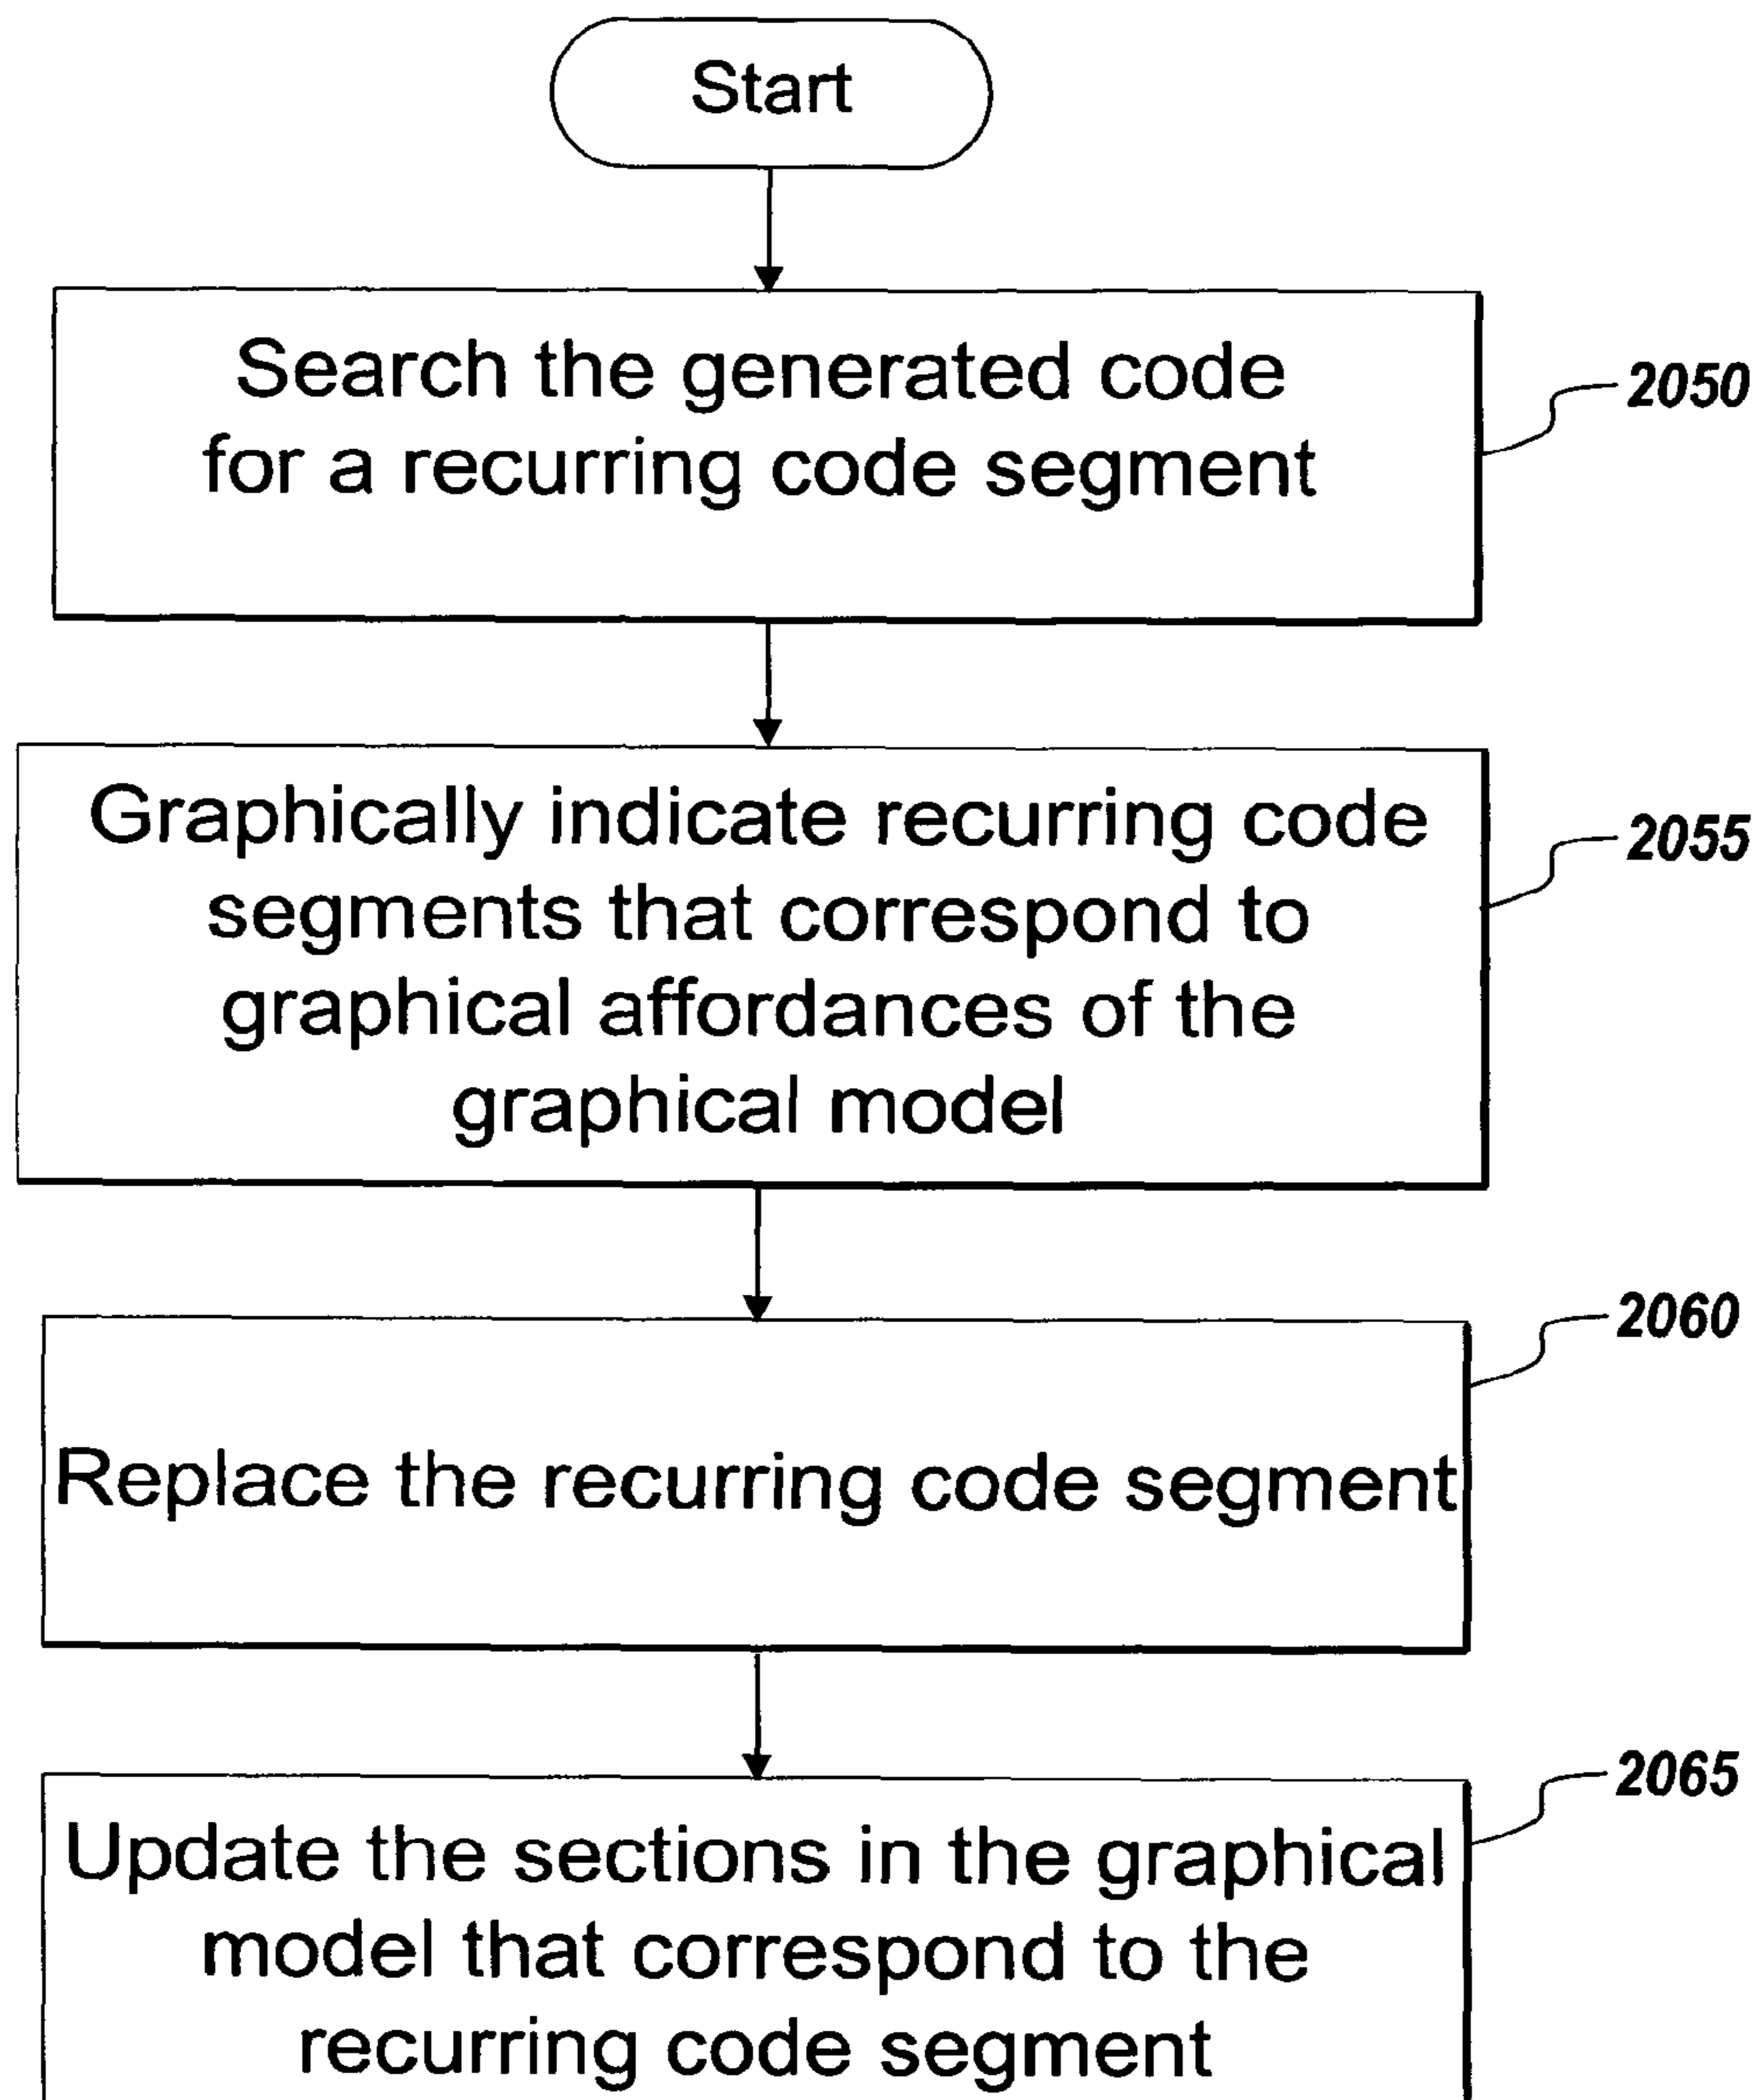 Start
Search the generated code
for a recurring code segment
2050
Graphically indicate recurring code
segments that correspond to
graphical affordances of the
graphical model
2055
Replace the recurring code segment
2060
Update the sections in the graphical
model that correspond to the
recurring code segment
2065